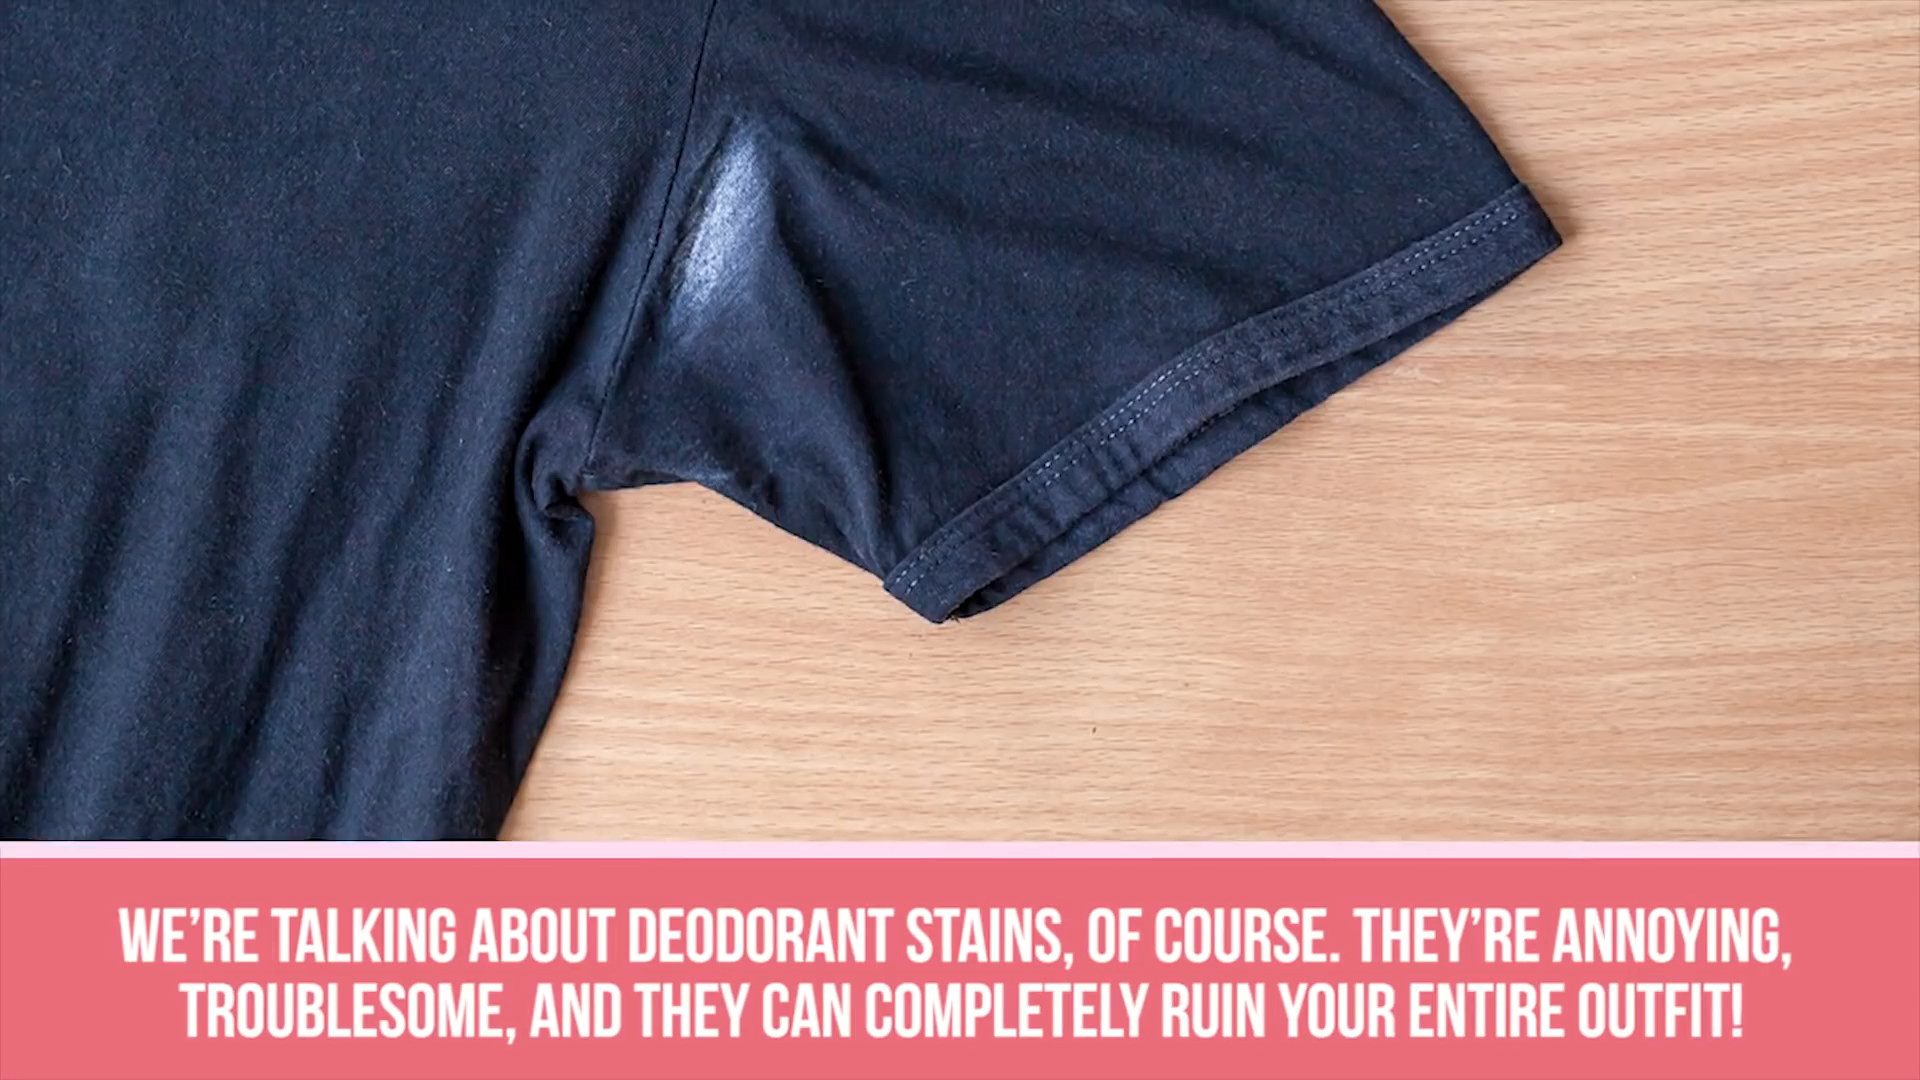 WE’RE TALKING ABOUT DEODORANT STAINS, OF COURSE. THEY’RE ANNOYING,
TROUBLESOME, AND THEY CAN COMPLETELY RUIN YOUR ENTIRE OUTFIT!